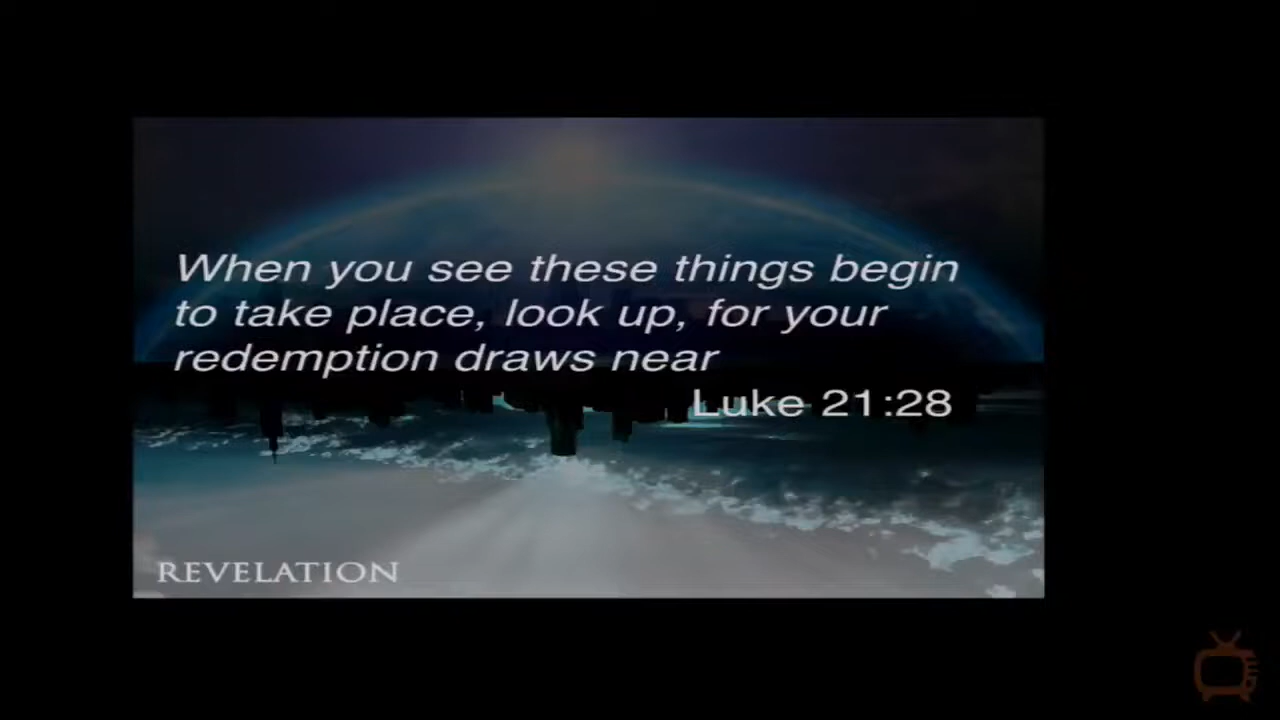 When you see these things begin
to take place, look up, for your
redemption draws near
Luke 21:28
REVELATION